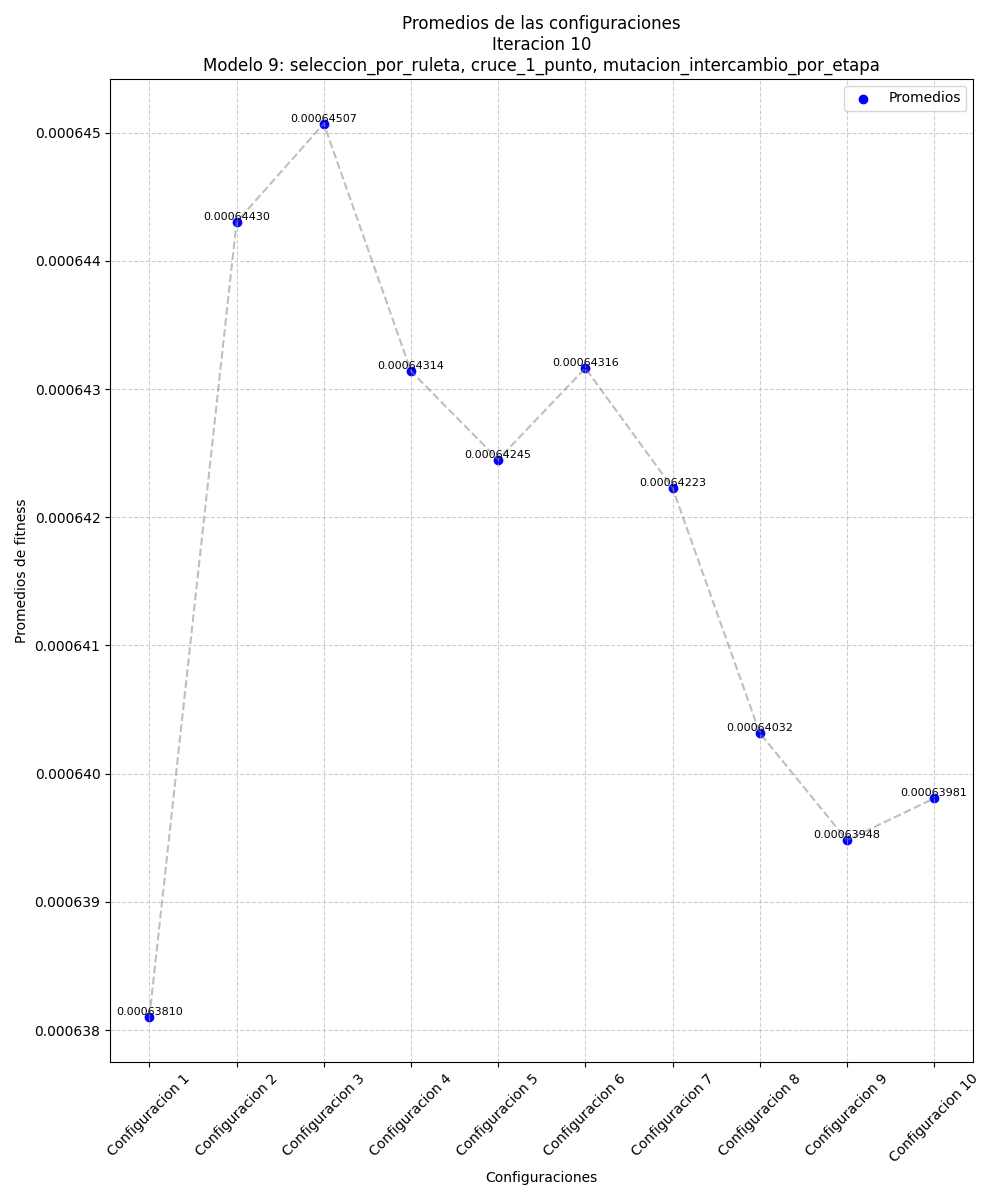 Promedios de las configuraciones
Iteracion 10
Modelo 9: seleccion_por_ruleta, cruce_1_punto, mutacion_intercambio_por_etapa
Promedios
0.000645
0.000644
0.000643
0.000642
0.000641
0.000640
0.000639
0.000638
Promedios de fitness
0.00063810
0.00064430
0.00064507
0.00064314
0.00064245
0.00064316
0.00064223
0.00064032
0.00063948
0.00063981
Configuracion 1
Configuracion 2
Configuracion 3
Configuracion 4
Configuracion 5
Configuracion 6
Configuracion 7
Configuracion 8
Configuracion 9
Configuracion 10
Configuraciones